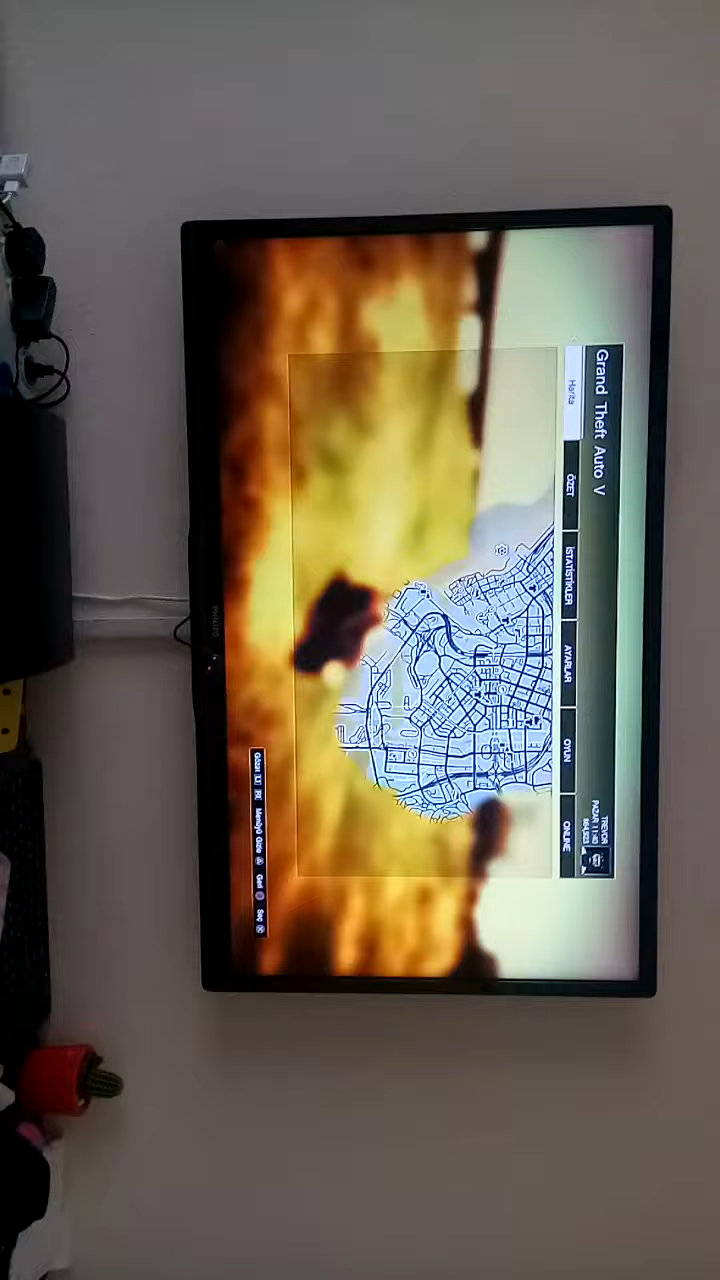 Grand Theft Auto V
TREVOR
PAZAR 11:40
Harita
ÖZET
İSTATİSTİKLER
AYARLAR
OYUN
ONLINE
Menüyü Gizle
Geri
Seç
PHILIPS